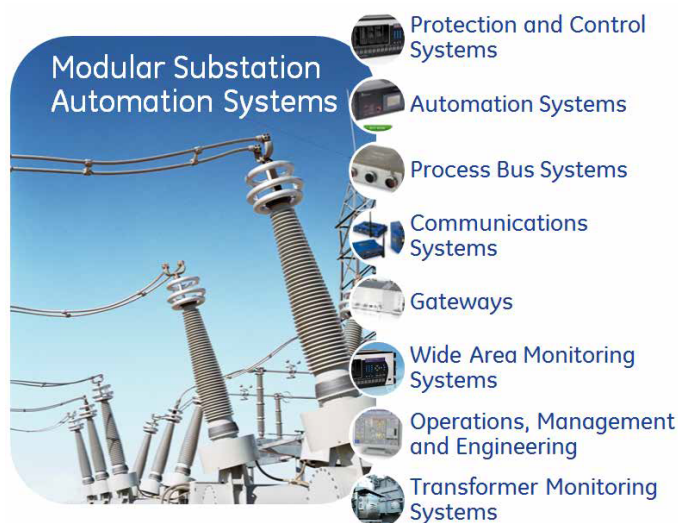 Modular Substation
Automation Systems
Protection and Control
Systems
Automation Systems
Process Bus Systems
Communications
Systems
Gateways
Wide Area Monitoring
Systems
Operations, Management
and Engineering
Transformer Monitoring
Systems